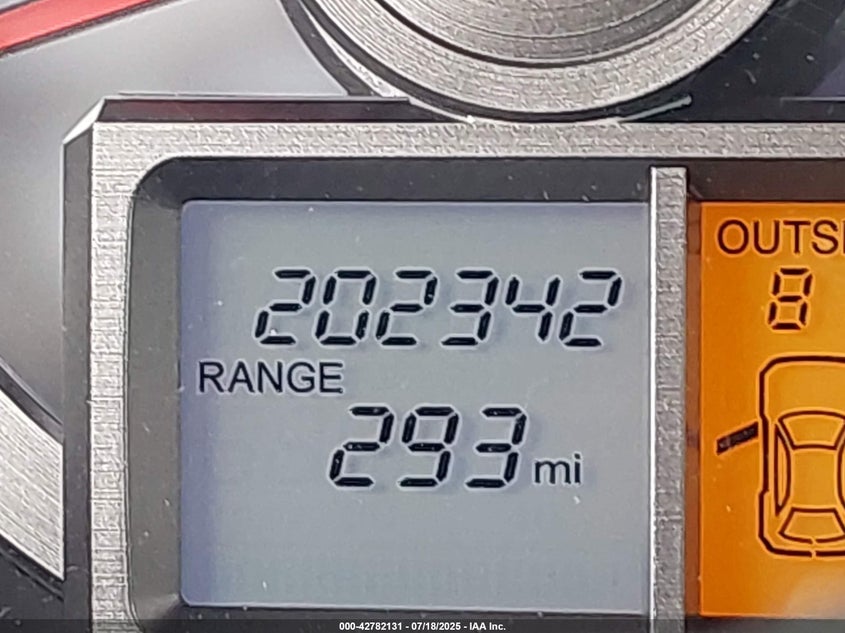 202342
RANGE
293 mi
OUTSI
8
000-42782131 - 07/18/2025 - IAA Inc.